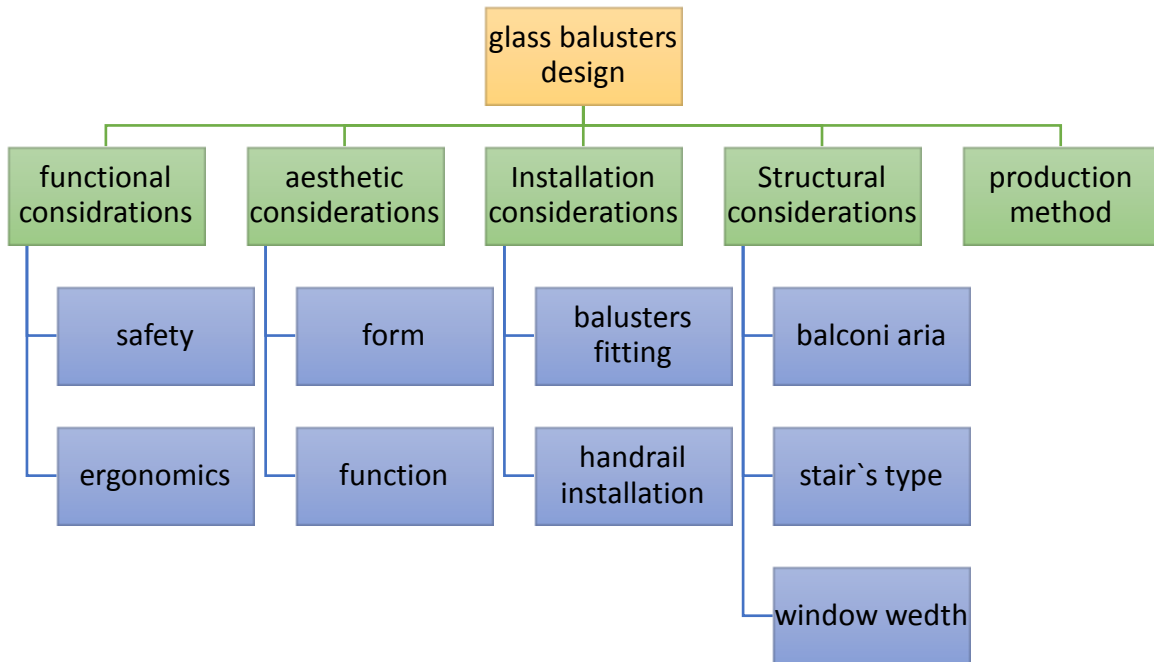 glass balusters
design
functional
considrations
aesthetic
considerations
Installation
considerations
Structural
considerations
production
method
safety
form
balusters
fitting
balconi aria
ergonomics
function
handrail
installation
stair`s type
window wedth